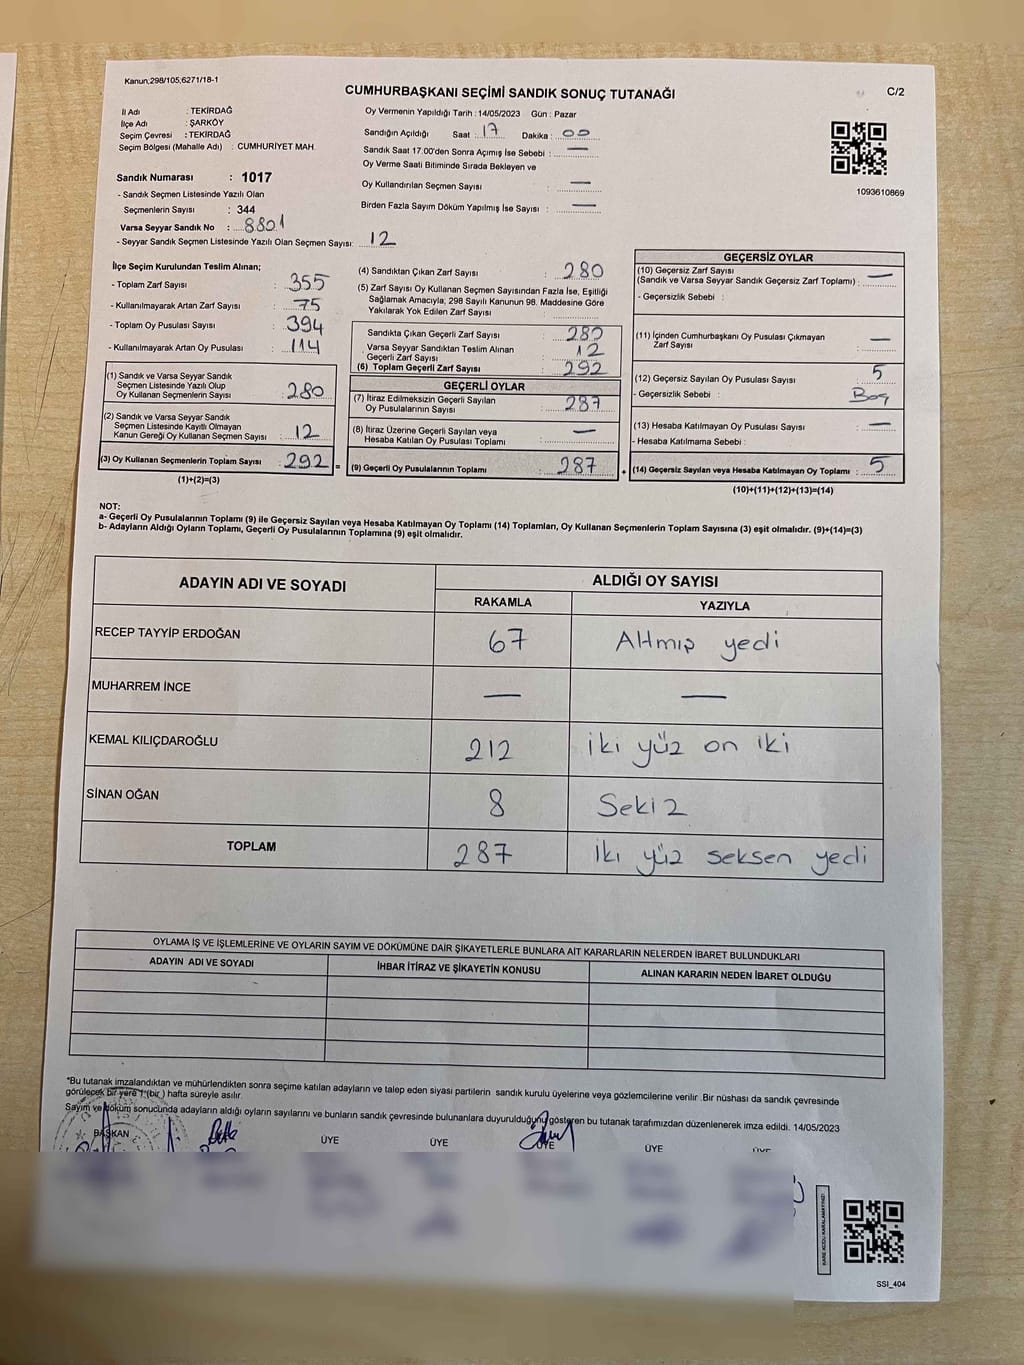 Kanun;298/105;6271/18-1
CUMHURBAŞKANI SEÇİMİ SANDIK SONUÇ TUTANAĞI
C/2
İl Adı : TEKİRDAĞ
İlçe Adı : ŞARKÖY
Seçim Çevresi : TEKİRDAĞ
Seçim Bölgesi (Mahalle Adı) : CUMHURİYET MAH.
Sandık Numarası : 1017
- Sandık Seçmen Listesinde Yazılı Olan
Seçmenlerin Sayısı : 344
Varsa Seyyar Sandık No : 8801
- Seyyar Sandık Seçmen Listesinde Yazılı Olan Seçmen Sayısı: 12
Oy Vermenin Yapıldığı Tarih : 14/05/2023 Gün : Pazar
Sandığın Açıldığı Saat : 17 Dakika : 00
Sandık Saat 17:00'den Sonra Açımış İse Sebebi : —
Oy Verme Saati Bitiminde Sırada Bekleyen ve
Oy Kullandırılan Seçmen Sayısı : —
Birden Fazla Sayım Döküm Yapılmış İse Sayısı : —
1093610869
İlçe Seçim Kurulundan Teslim Alınan;
- Toplam Zarf Sayısı : 355
- Kullanılmayarak Artan Zarf Sayısı : 75
- Toplam Oy Pusulası Sayısı : 394
- Kullanılmayarak Artan Oy Pusulası : 114
(1) Sandık ve Varsa Seyyar Sandık
Seçmen Listesinde Yazılı Olup
Oy Kullanan Seçmenlerin Sayısı : 280
(2) Sandık ve Varsa Seyyar Sandık
Seçmen Listesinde Kayıtlı Olmayan
Kanun Gereği Oy Kullanan Seçmen Sayısı : 12
(3) Oy Kullanan Seçmenlerin Toplam Sayısı : 292 =
(1)+(2)=(3)
(4) Sandıktan Çıkan Zarf Sayısı : 280
(5) Zarf Sayısı Oy Kullanan Seçmen Sayısından Fazla İse, Eşitliği
Sağlamak Amacıyla, 298 Sayılı Kanunun 98. Maddesine Göre
Yakılarak Yok Edilen Zarf Sayısı :
Sandıkta Çıkan Geçerli Zarf Sayısı : 280
Varsa Seyyar Sandıktan Teslim Alınan
Geçerli Zarf Sayısı : 12
(6) Toplam Geçerli Zarf Sayısı : 292
GEÇERLİ OYLAR
(7) İtiraz Edilmeksizin Geçerli Sayılan
Oy Pusulalarının Sayısı : 287
(8) İtiraz Üzerine Geçerli Sayılan veya
Hesaba Katılan Oy Pusulası Toplamı : —
(9) Geçerli Oy Pusulalarının Toplamı : 287 +
GEÇERSİZ OYLAR
(10) Geçersiz Zarf Sayısı
(Sandık ve Varsa Seyyar Sandık Geçersiz Zarf Toplamı) : —
- Geçersizlik Sebebi :
(11) İçinden Cumhurbaşkanı Oy Pusulası Çıkmayan
Zarf Sayısı : —
(12) Geçersiz Sayılan Oy Pusulası Sayısı : 5
- Geçersizlik Sebebi : Boş
(13) Hesaba Katılmayan Oy Pusulası Sayısı : —
- Hesaba Katılmama Sebebi :
(14) Geçersiz Sayılan veya Hesaba Katılmayan Oy Toplamı : 5
(10)+(11)+(12)+(13)=(14)
NOT:
a- Geçerli Oy Pusulalarının Toplamı (9) ile Geçersiz Sayılan veya Hesaba Katılmayan Oy Toplamı (14) Toplamları, Oy Kullanan Seçmenlerin Toplam Sayısına (3) eşit olmalıdır. (9)+(14)=(3)
b- Adayların Aldığı Oyların Toplamı, Geçerli Oy Pusulalarının Toplamına (9) eşit olmalıdır.
ADAYIN ADI VE SOYADI ALDIĞI OY SAYISI
RAKAMLA YAZIYLA
RECEP TAYYİP ERDOĞAN 67 Altmış yedi
MUHARREM İNCE — —
KEMAL KILIÇDAROĞLU 212 iki yüz on iki
SİNAN OĞAN 8 Sekiz
TOPLAM 287 iki yüz seksen yedi
OYLAMA İŞ VE İŞLEMLERİNE VE OYLARIN SAYIM VE DÖKÜMÜNE DAİR ŞİKAYETLERLE BUNLARA AİT KARARLARIN NELERDEN İBARET BULUNDUKLARI
ADAYIN ADI VE SOYADI İHBAR İTİRAZ VE ŞİKAYETİN KONUSU ALINAN KARARIN NEDEN İBARET OLDUĞU
*Bu tutanak imzalandıktan ve mühürlendikten sonra seçime katılan adayların ve talep eden siyasi partilerin sandık kurulu üyelerine veya gözlemcilerine verilir .Bir nüshası da sandık çevresinde
görülecek bir yere 1 (bir ) hafta süreyle asılır.
Sayım ve döküm sonucunda adayların aldığı oyların sayılarını ve bunların sandık çevresinde bulunanlara duyurulduğunu gösteren bu tutanak tarafımızdan düzenlenerek imza edildi. 14/05/2023
BAŞKAN ÜYE ÜYE ÜYE ÜYE ÜYE
KARE KODU KARALAMAYINIZ!
SSI_404